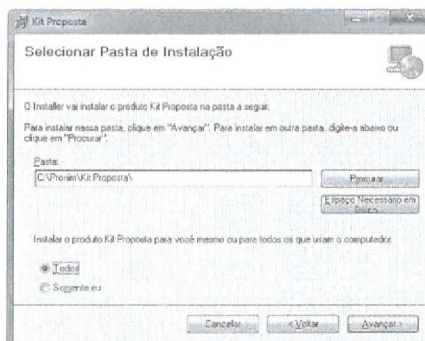 Kit Proposta
Selecionar Pasta de Instalação
O Installer vai instalar o produto Kit Proposta na pasta a seguir.
Para instalar nessa pasta, clique em "Avançar". Para instalar em outra pasta, digite-a abaixo ou
clique em "Procurar".
Pasta:
C:\Pronim\Kit Proposta\
Procurar...
Espaço Necessário em
Disco...
Instalar o produto Kit Proposta para você mesmo ou para todos os que usam o computador:
Todos
Somente eu
Cancelar
< Voltar
Avançar >